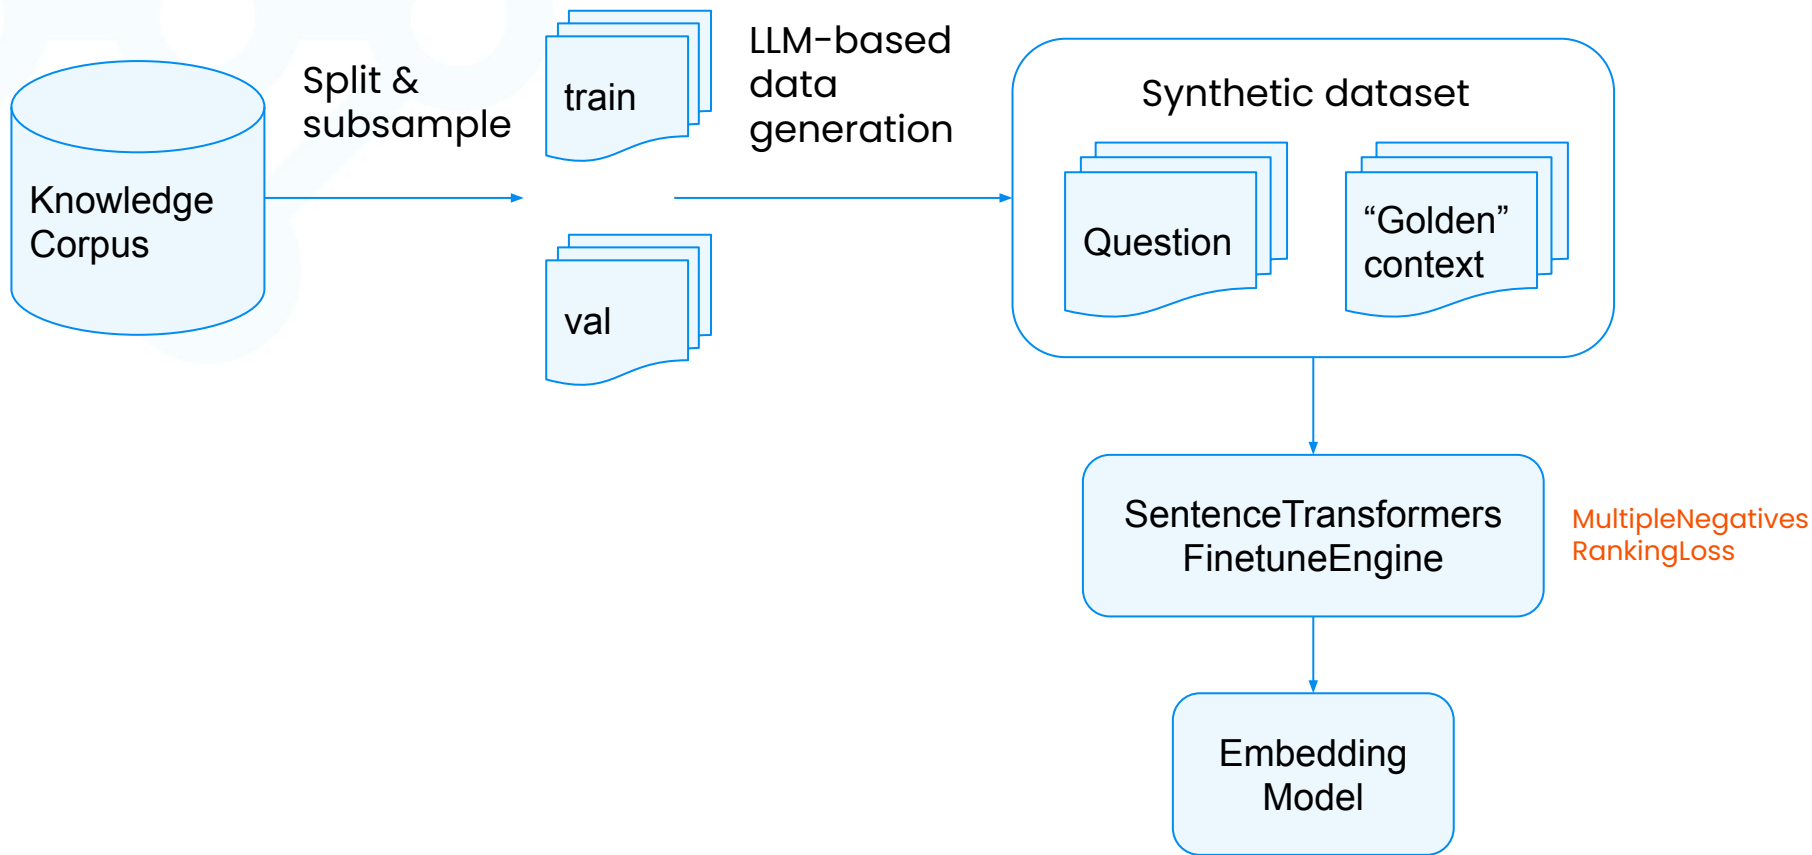 Knowledge
Corpus
Split &
subsample
train
val
LLM-based
data
generation
Synthetic dataset
Question
“Golden”
context
SentenceTransformers
FinetuneEngine
MultipleNegatives
RankingLoss
Embedding
Model